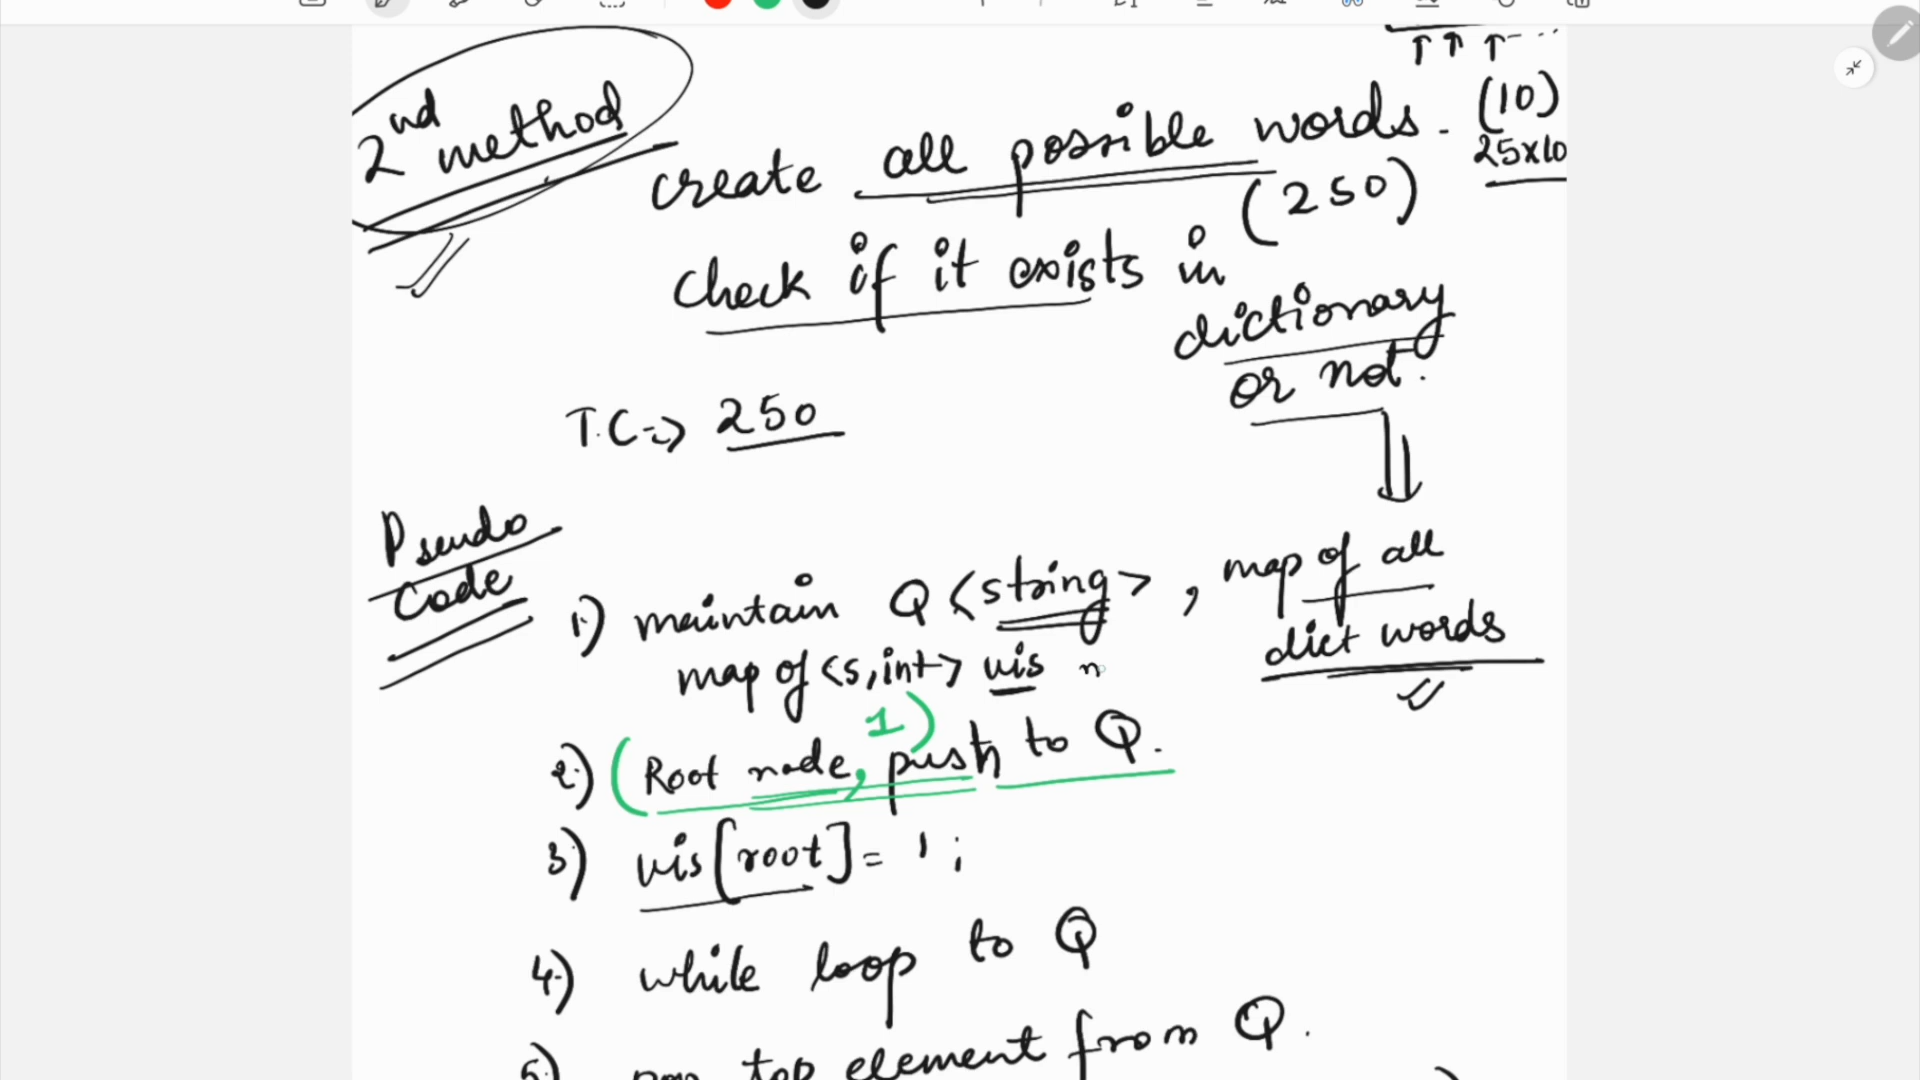 2nd method
create all possible words. (10)
25x10
(250)
check if it exists in
dictionary
or not.
T.C => 250
Pseudo
Code
1) maintain Q <string>, map of all
dict words
map of <s,int> vis
2) (Root node, 1) push to Q.
3) vis[root] = 1;
4) while loop to Q
5) pop top element from Q.